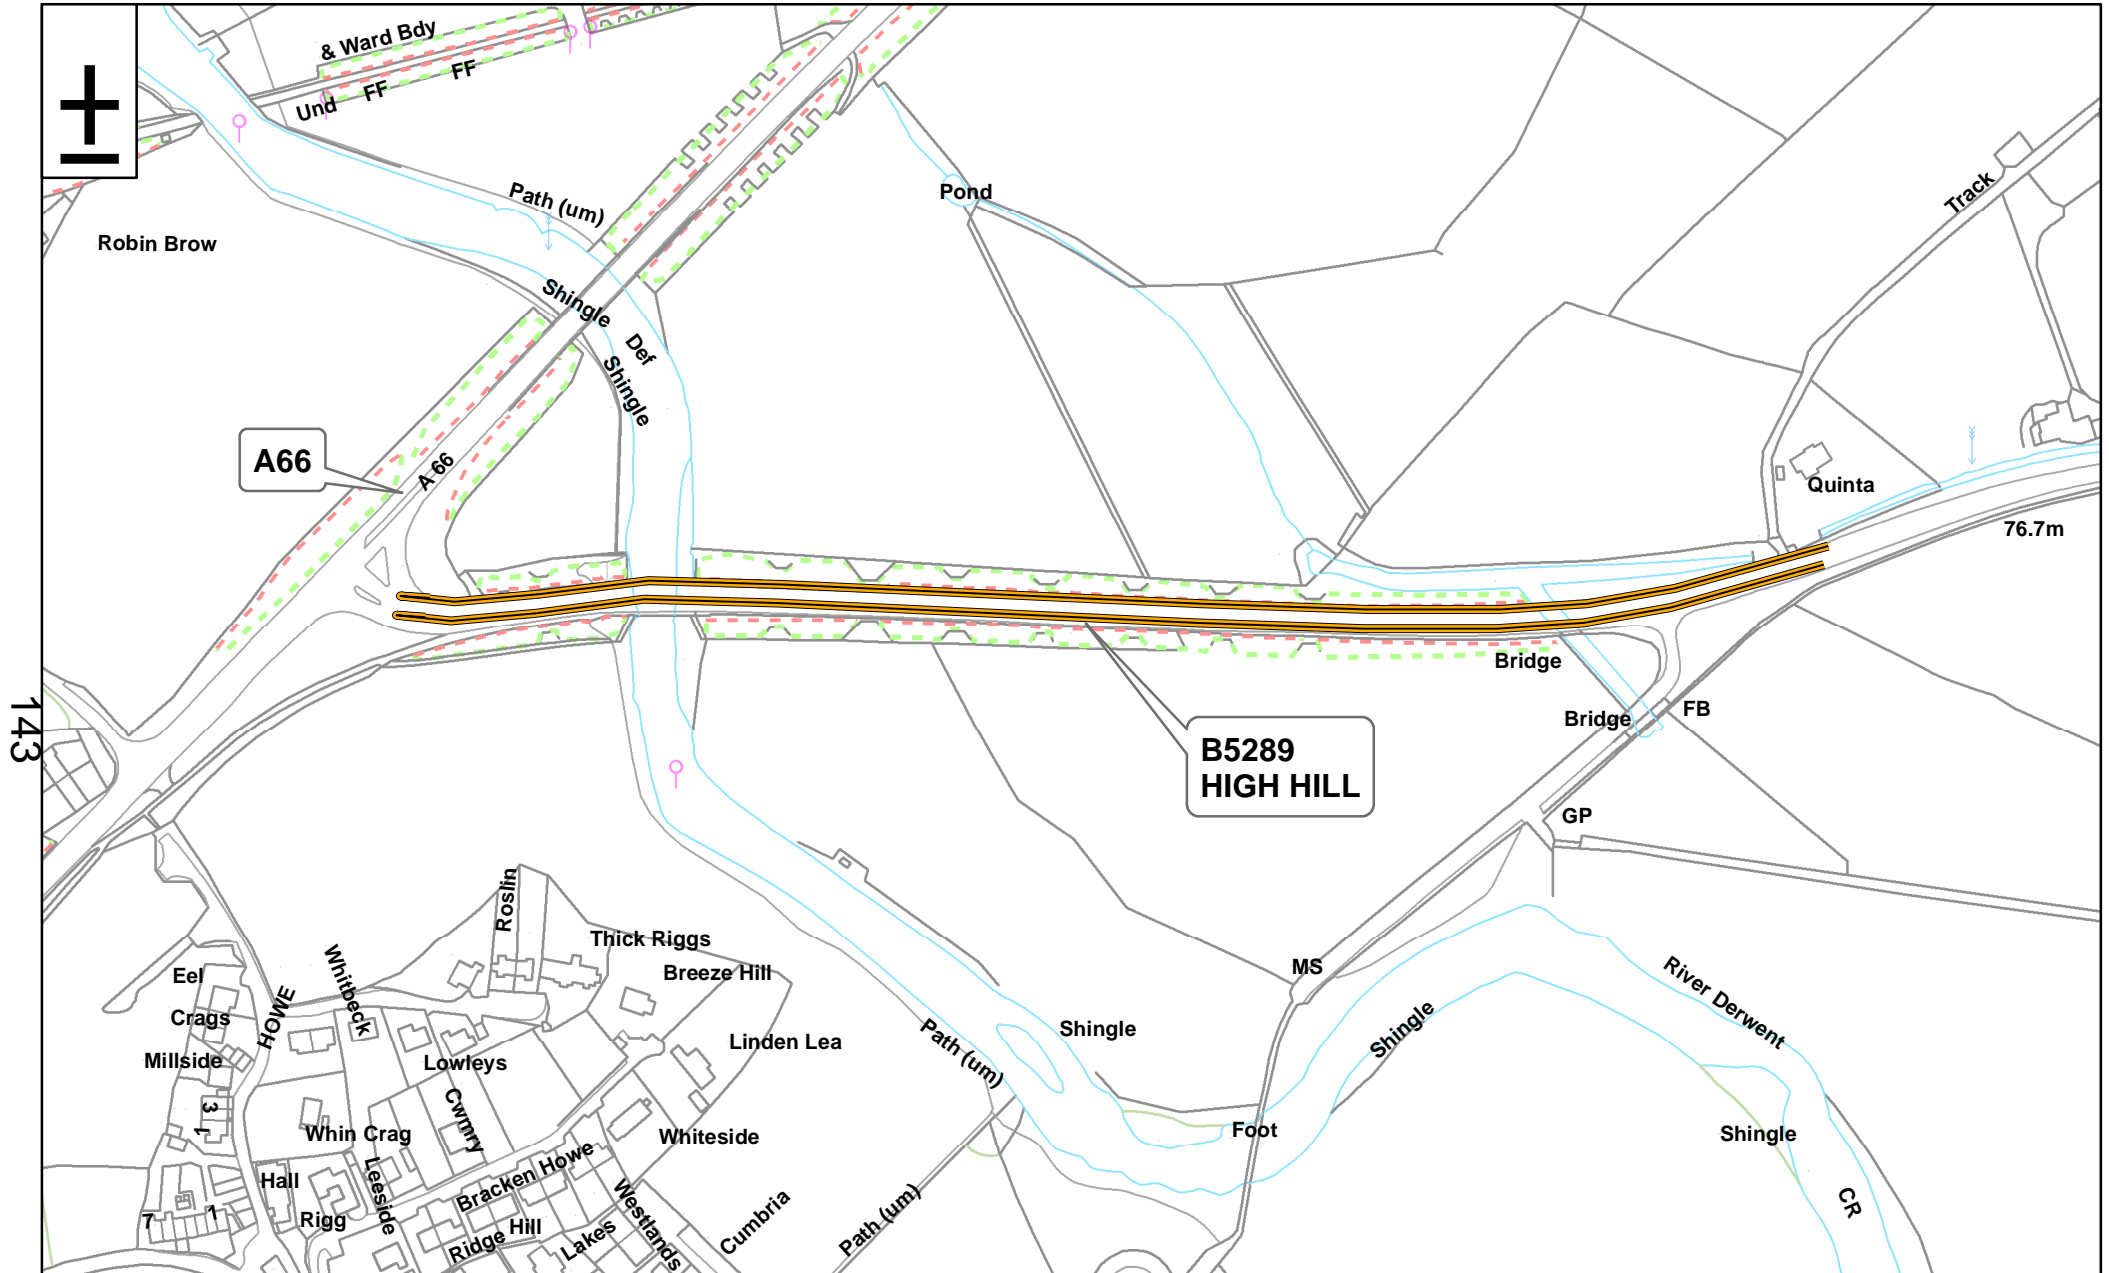 & Ward Bdy
Und
FF
FF
Path (um)
Pond
Track
Robin Brow
Shingle
Def
Shingle
A66
A 66
Quinta
76.7m
Bridge
Bridge
FB
143
B5289
HIGH HILL
GP
Roslin
Thick Riggs
Breeze Hill
MS
Eel
Crags
HOWE
Whitbeck
River Derwent
Shingle
Shingle
Path (um)
Linden Lea
Millside
Lowleys
3
1
Cwmry
Whin Crag
Whiteside
Foot
Shingle
Hall
Rigg
Leeside
Bracken Howe
Westlands
Cumbria
Path (um)
CR
7
1
Hill
Ridge
Lakes